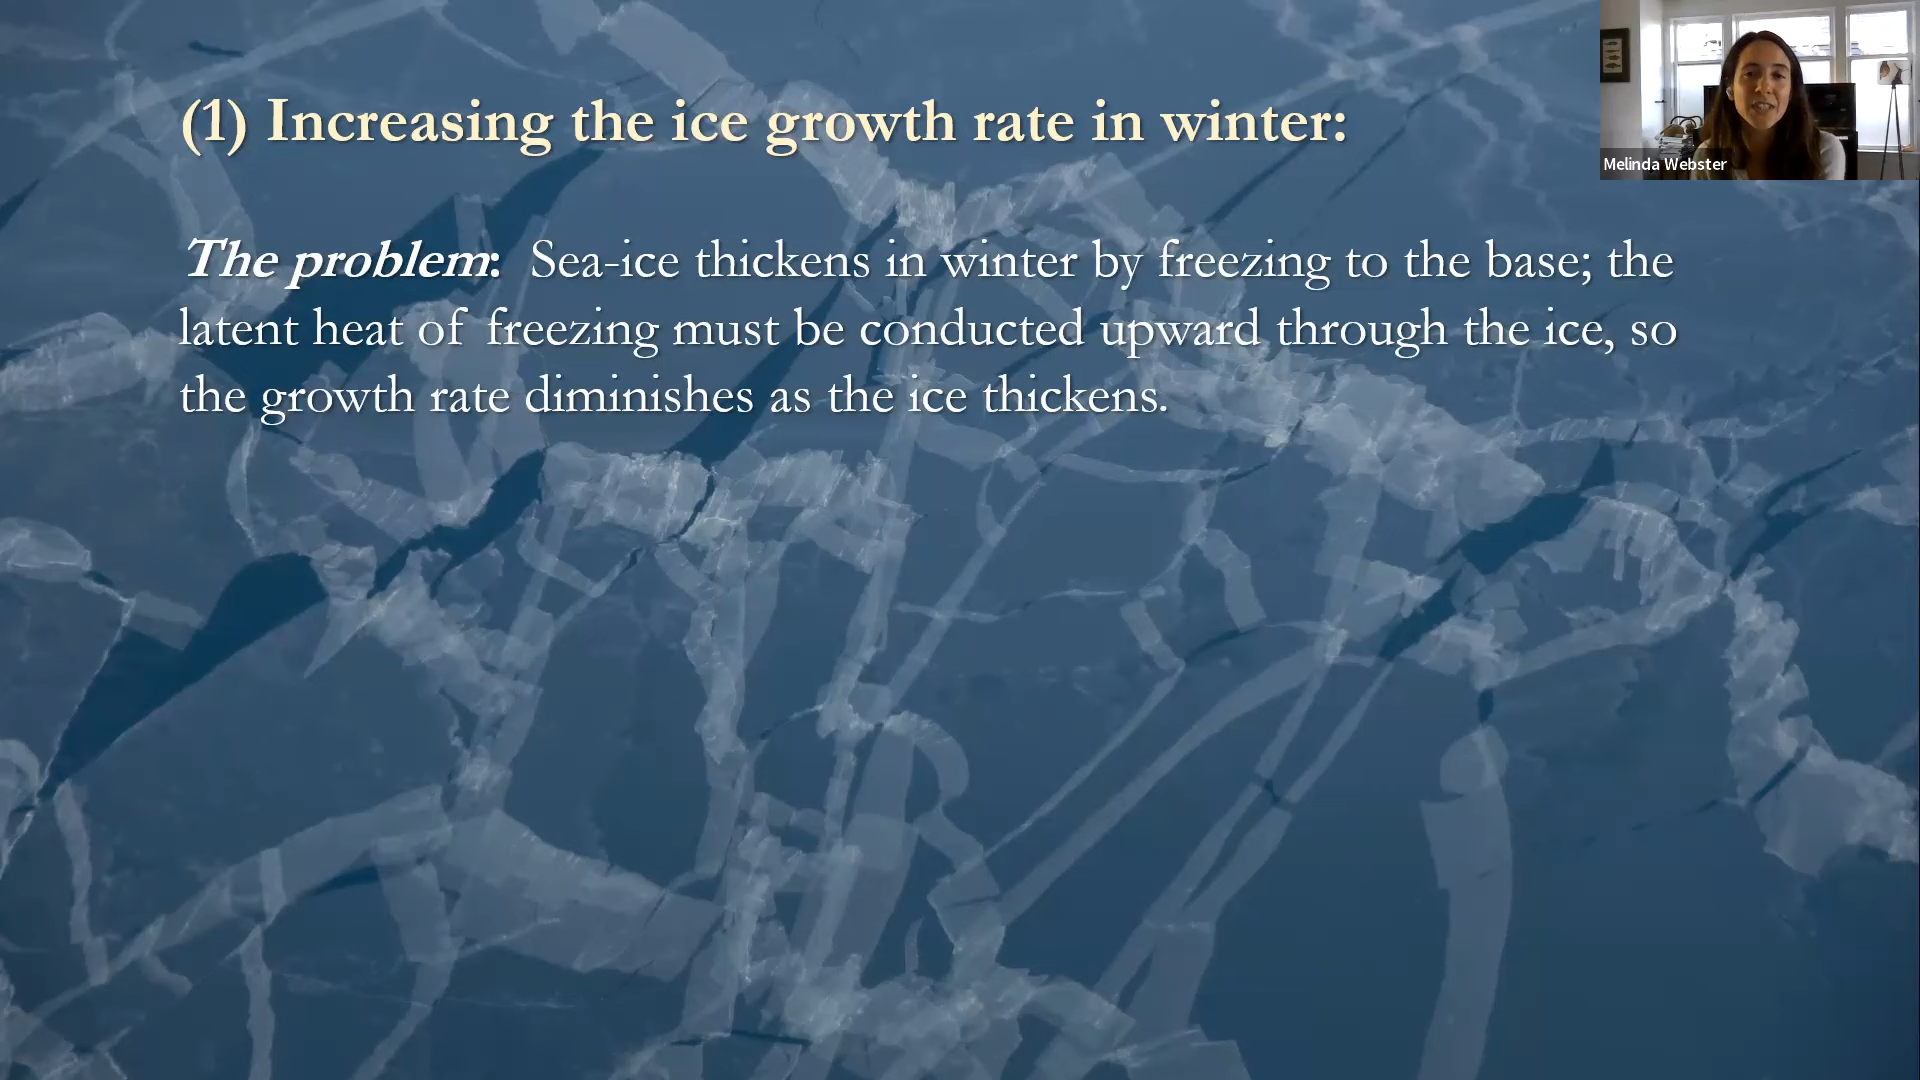 (1) Increasing the ice growth rate in winter:
Melinda Webster
The problem: Sea-ice thickens in winter by freezing to the base; the
latent heat of freezing must be conducted upward through the ice, so
the growth rate diminishes as the ice thickens.